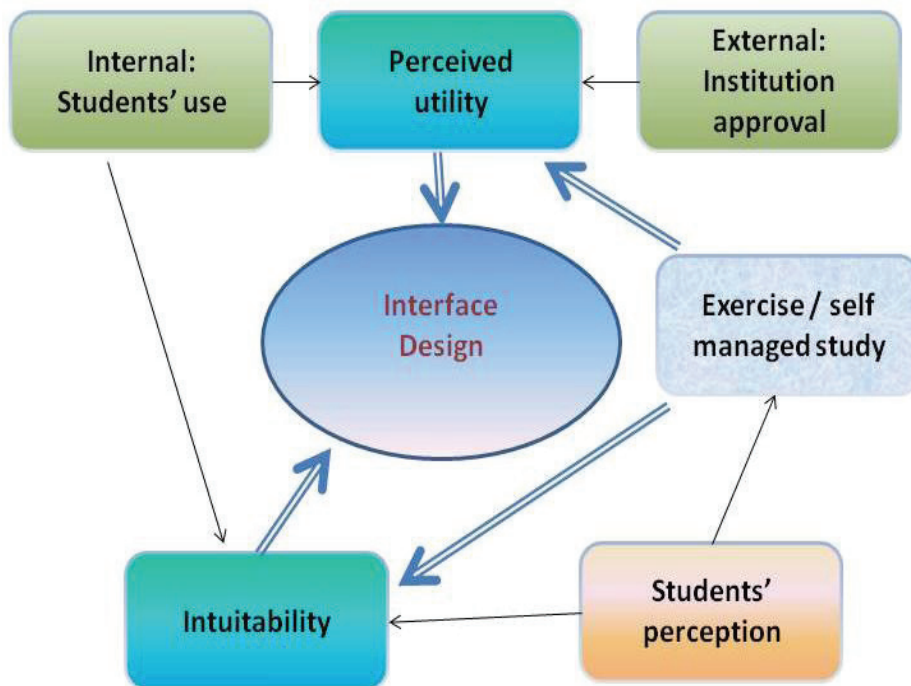 Internal:
Students' use
Perceived
utility
External:
Institution
approval
Interface
Design
Exercise / self
managed study
Intuitability
Students'
perception